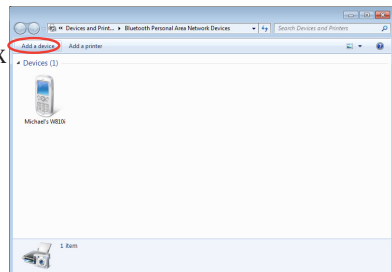 « Devices and Print... ▸ Bluetooth Personal Area Network Devices
Search Devices and Printers
Add a device Add a printer
x
Devices (1)
Michael's W810i
1 item